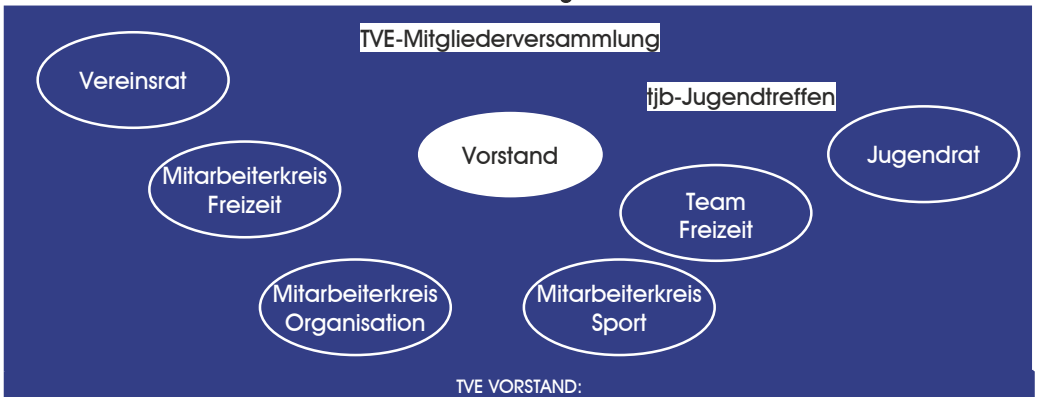 TVE-Mitgliederversammlung
Vereinsrat
tjb-Jugendtreffen
Vorstand
Jugendrat
Mitarbeiterkreis
Freizeit
Team
Freizeit
Mitarbeiterkreis
Organisation
Mitarbeiterkreis
Sport
TVE VORSTAND: